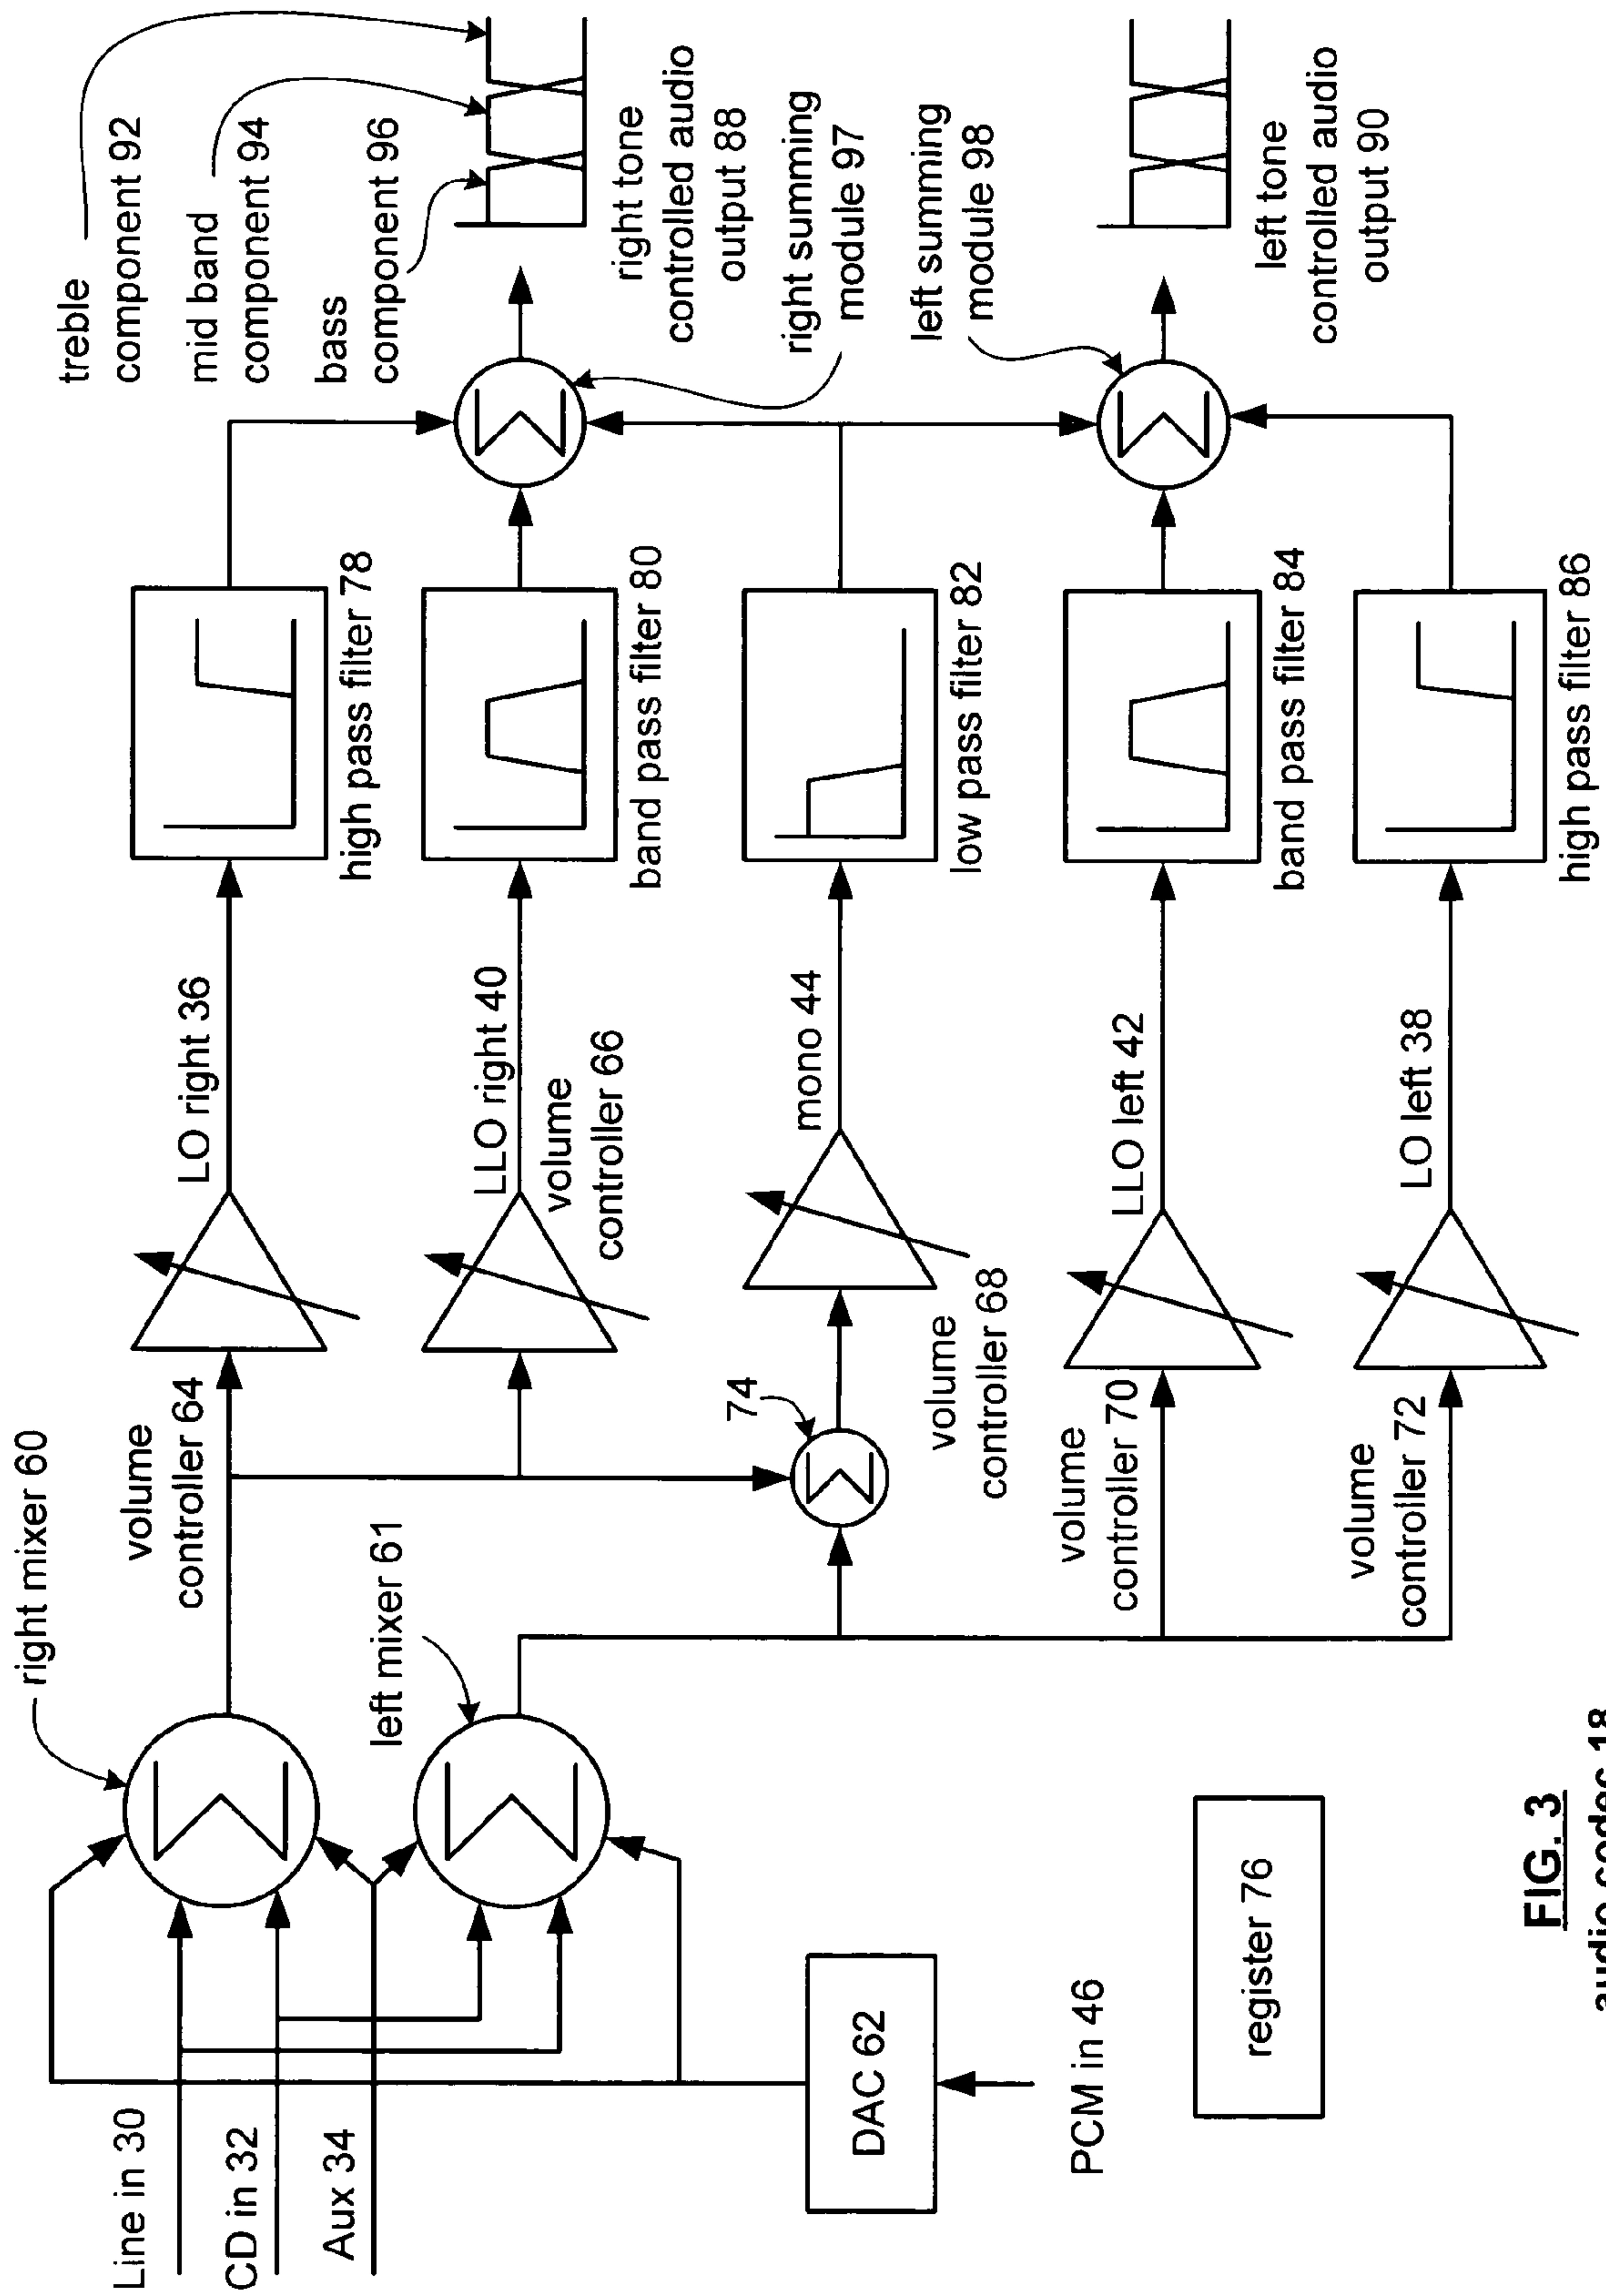 treble
component 92
mid band
component 94
bass
component 96
right tone
controlled audio
output 88
right summing
module 97
left summing
module 98
left tone
controlled audio
output 90
high pass filter 78
band pass filter 80
low pass filter 82
band pass filter 84
high pass filter 86
LO right 36
LLO right 40
volume
controller 66
mono 44
LLO left 42
LO left 38
right mixer 60
volume
controller 64
left mixer 61
74
volume
controller 68
volume
controller 70
volume
controller 72
Line in 30
CD in 32
Aux 34
DAC 62
PCM in 46
register 76
FIG. 3
audio codec 18